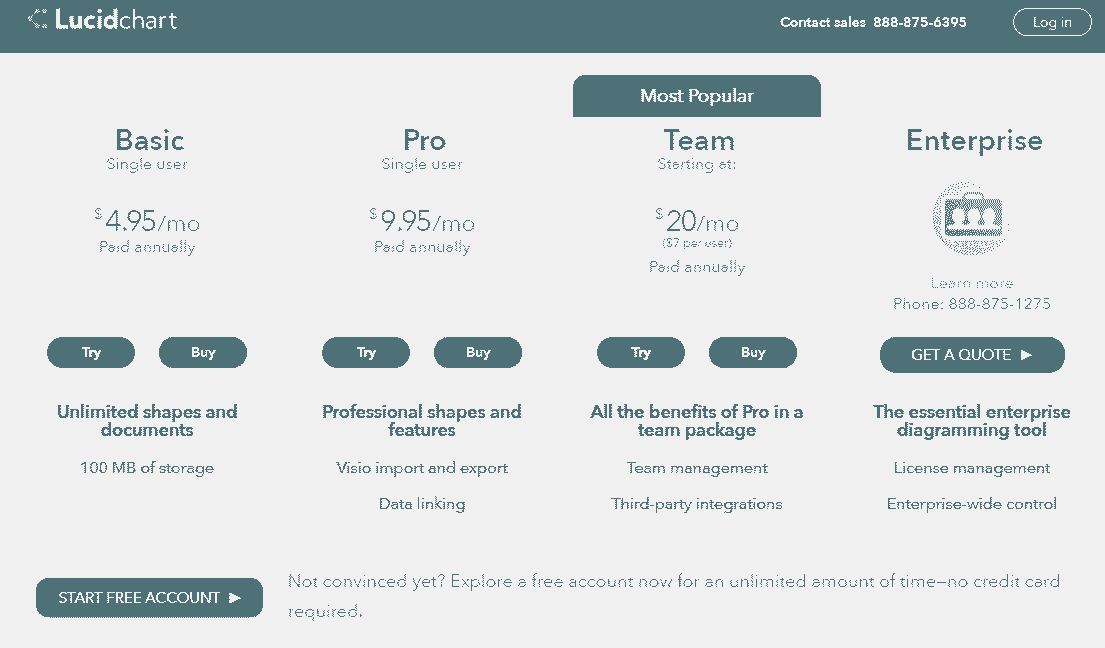 Lucidchart
Contact sales 888-875-6395
Log in
Most Popular
Basic
Single user
$4.95/mo
Paid annually
Try
Buy
Unlimited shapes and
documents
100 MB of storage
Pro
Single user
$9.95/mo
Paid annually
Try
Buy
Professional shapes and
features
Visio import and export
Data linking
Team
Starting at:
$20/mo
($7 per user)
Paid annually
Try
Buy
All the benefits of Pro in a
team package
Team management
Third-party integrations
Enterprise
Learn more
Phone: 888-875-1275
GET A QUOTE ►
The essential enterprise
diagramming tool
License management
Enterprise-wide control
START FREE ACCOUNT ►
Not convinced yet? Explore a free account now for an unlimited amount of time–no credit card
required.